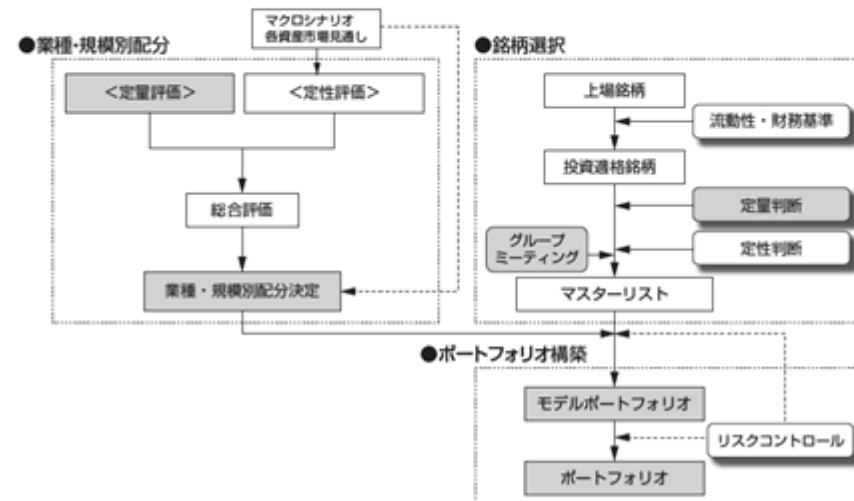 マクロシナリオ
各資産市場見通し
●業種・規模別配分
＜定量評価＞
＜定性評価＞
総合評価
業種・規模別配分決定
●銘柄選択
上場銘柄
流動性・財務基準
投資適格銘柄
定量判断
グループ
ミーティング
定性判断
マスターリスト
●ポートフォリオ構築
モデルポートフォリオ
リスクコントロール
ポートフォリオ